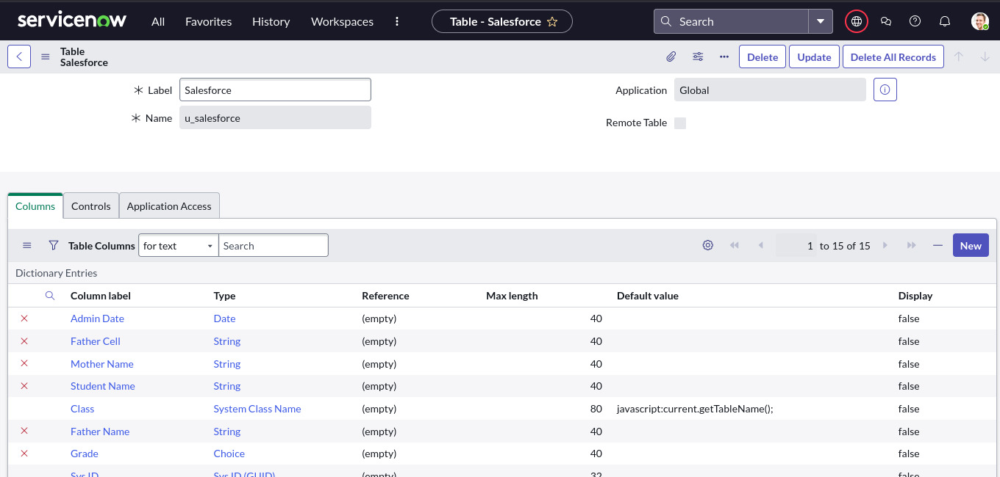 servicenow All Favorites History Workspaces Table - Salesforce Search
Table
Salesforce
Delete Update Delete All Records
Label Salesforce Application Global
Name u_salesforce Remote Table
Columns Controls Application Access
Table Columns for text Search 1 to 15 of 15 New
Dictionary Entries
Column label Type Reference Max length Default value Display
Admin Date Date (empty) 40 false
Father Cell String (empty) 40 false
Mother Name String (empty) 40 false
Student Name String (empty) 40 false
Class System Class Name (empty) 80 javascript:current.getTableName(); false
Father Name String (empty) 40 false
Grade Choice (empty) 40 false
Sys ID Sys ID (GUID) (empty) 32 false